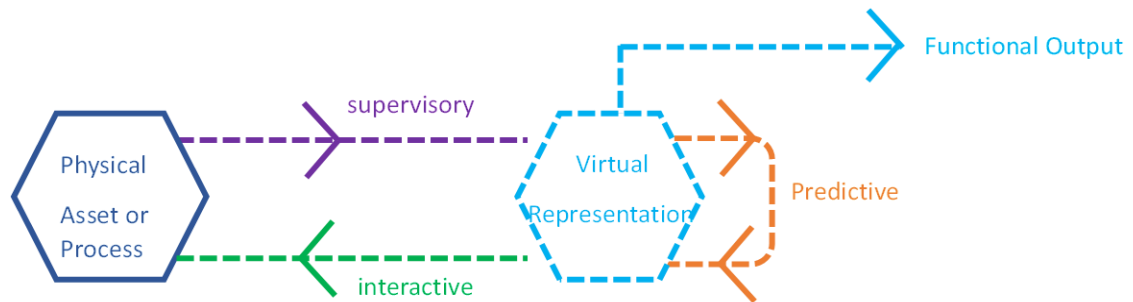 Functional Output
supervisory
Physical
Asset or
Process
Virtual
Representation
Predictive
interactive